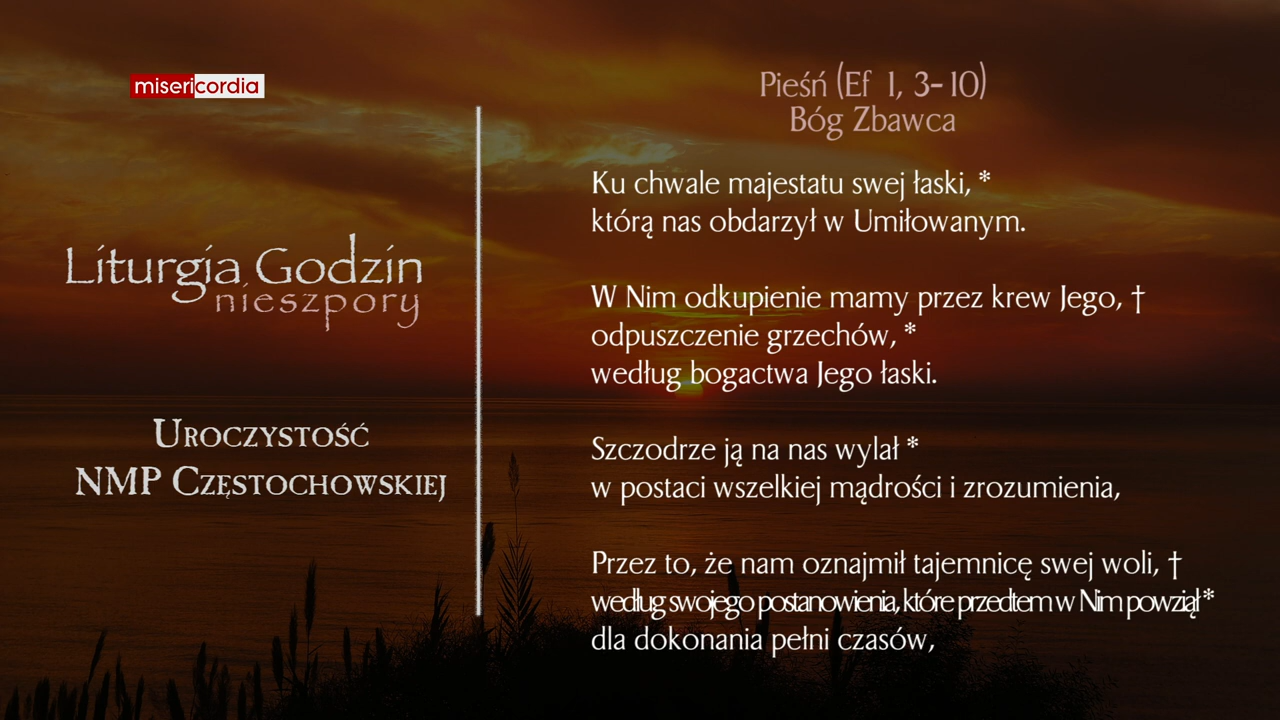 misericordia
Liturgia Godzin
nieszpory
Uroczystość
NMP Częstochowskiej
Pieśń (Ef 1, 3-10)
Bóg Zbawca
Ku chwale majestatu swej łaski, *
którą nas obdarzył w Umiłowanym.
W Nim odkupienie mamy przez krew Jego, †
odpuszczenie grzechów, *
według bogactwa Jego łaski.
Szczodrze ją na nas wylał *
w postaci wszelkiej mądrości i zrozumienia,
Przez to, że nam oznajmił tajemnicę swej woli, †
według swojego postanowienia, które przedtem w Nim powziął *
dla dokonania pełni czasów,